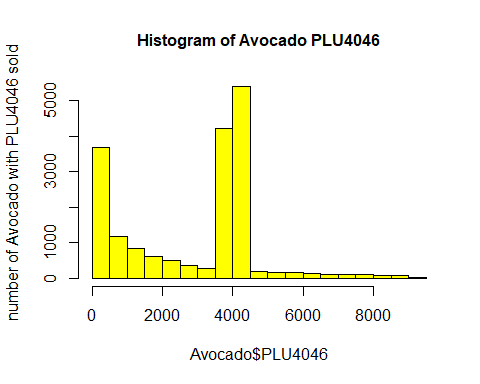 Histogram of Avocado PLU4046
number of Avocado with PLU4046 sold
5000
3000
1000
0
0 2000 4000 6000 8000
Avocado$PLU4046